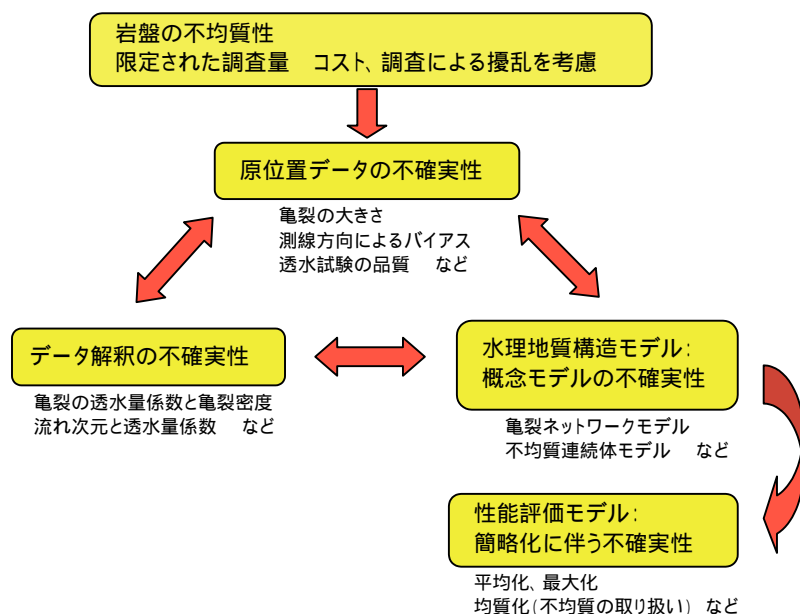 岩盤の不均質性
限定された調査量　コスト、調査による擾乱を考慮
原位置データの不確実性
亀裂の大きさ
測線方向によるバイアス
透水試験の品質　など
データ解釈の不確実性
亀裂の透水量係数と亀裂密度
流れ次元と透水量係数　など
水理地質構造モデル:
概念モデルの不確実性
亀裂ネットワークモデル
不均質連続体モデル　など
性能評価モデル:
簡略化に伴う不確実性
平均化、最大化
均質化(不均質の取り扱い)　など